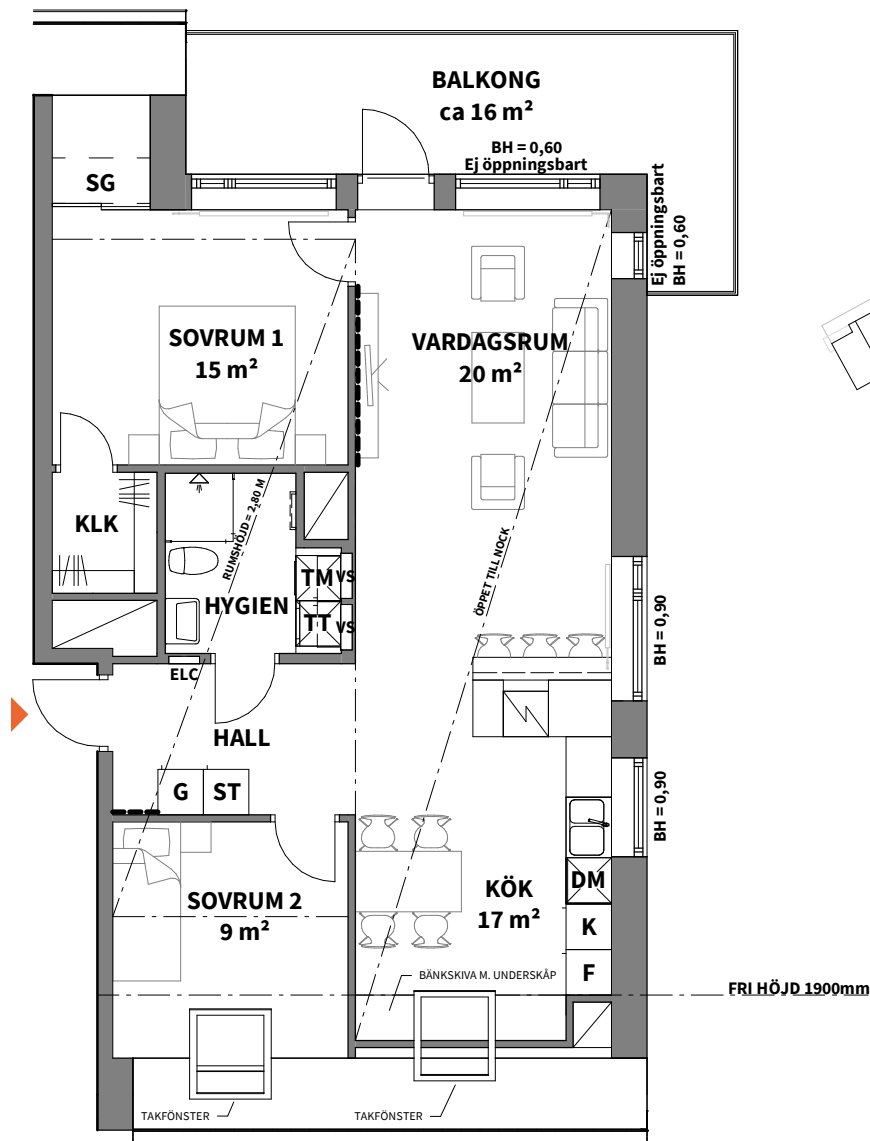 BALKONG
ca 16 m²
BH = 0,60
Ej öppningsbart
Ej öppningsbart
BH = 0,60
SG
SOVRUM 1
15 m²
VARDAGSRUM
20 m²
KLK
RUMSHÖJD = 2,80 M
HYGIEN
TM
VS
TT
VS
ÖPPET TILL NOCK
BH = 0,90
ELC
HALL
G
ST
BH = 0,90
SOVRUM 2
9 m²
KÖK
17 m²
DM
K
F
BÄNKSKIVA M. UNDERSKÅP
FRI HÖJD 1900mm
TAKFÖNSTER
TAKFÖNSTER